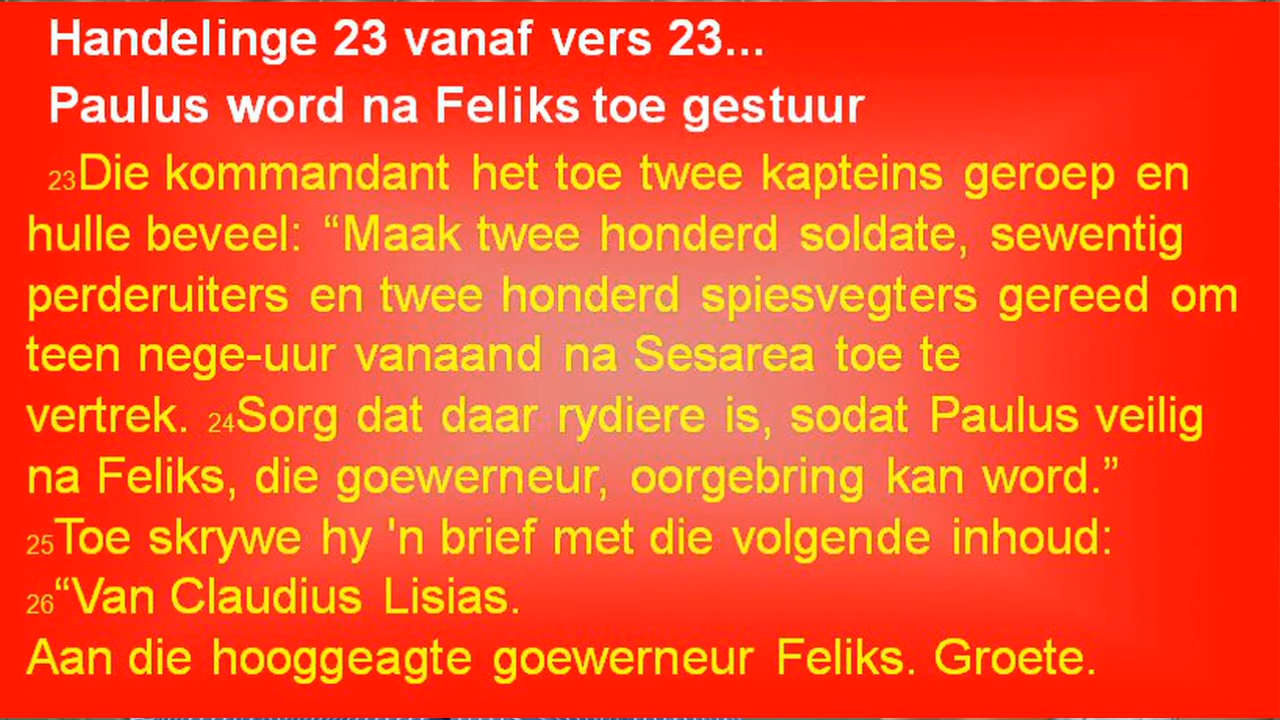 Handelinge 23 vanaf vers 23...
Paulus word na Feliks toe gestuur
23Die kommandant het toe twee kapteins geroep en
hulle beveel: “Maak twee honderd soldate, sewentig
perderuiters en twee honderd spiesvegters gereed om
teen nege-uur vanaand na Sesarea toe te
vertrek. 24Sorg dat daar rydiere is, sodat Paulus veilig
na Feliks, die goewerneur, oorgebring kan word.”
25Toe skrywe hy 'n brief met die volgende inhoud:
26“Van Claudius Lisias.
Aan die hooggeagte goewerneur Feliks. Groete.